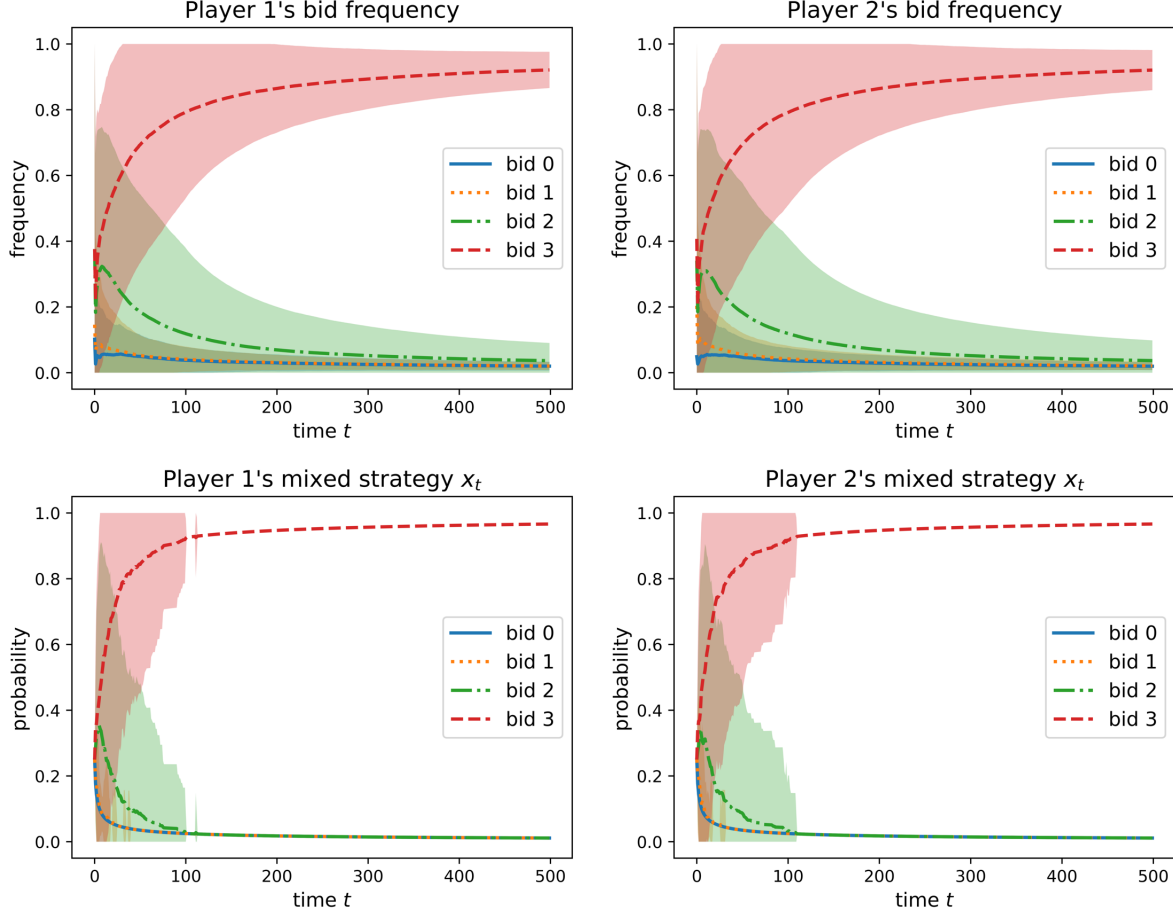 Player 1's bid frequency
frequency
1.0
0.8
0.6
0.4
0.2
0.0
bid 0
bid 1
bid 2
bid 3
0 100 200 300 400 500
time t
Player 2's bid frequency
frequency
1.0
0.8
0.6
0.4
0.2
0.0
bid 0
bid 1
bid 2
bid 3
0 100 200 300 400 500
time t
Player 1's mixed strategy x_t
probability
1.0
0.8
0.6
0.4
0.2
0.0
bid 0
bid 1
bid 2
bid 3
0 100 200 300 400 500
time t
Player 2's mixed strategy x_t
probability
1.0
0.8
0.6
0.4
0.2
0.0
bid 0
bid 1
bid 2
bid 3
0 100 200 300 400 500
time t